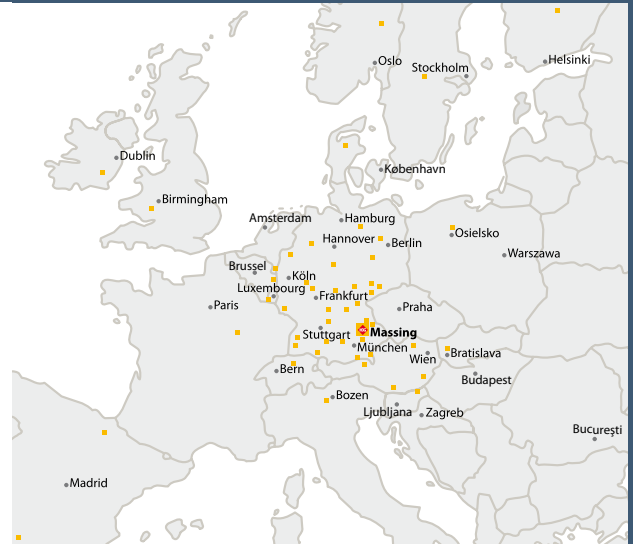 Oslo
Helsinki
Stockholm
Dublin
København
Birmingham
Amsterdam
Hamburg
Hannover
Berlin
Osielsko
Warszawa
Brussel
Köln
Luxembourg
Frankfurt
Paris
Praha
Stuttgart
Massing
München
Wien
Bratislava
Bern
Budapest
Bozen
Ljubljana
Zagreb
Bucureşti
Madrid